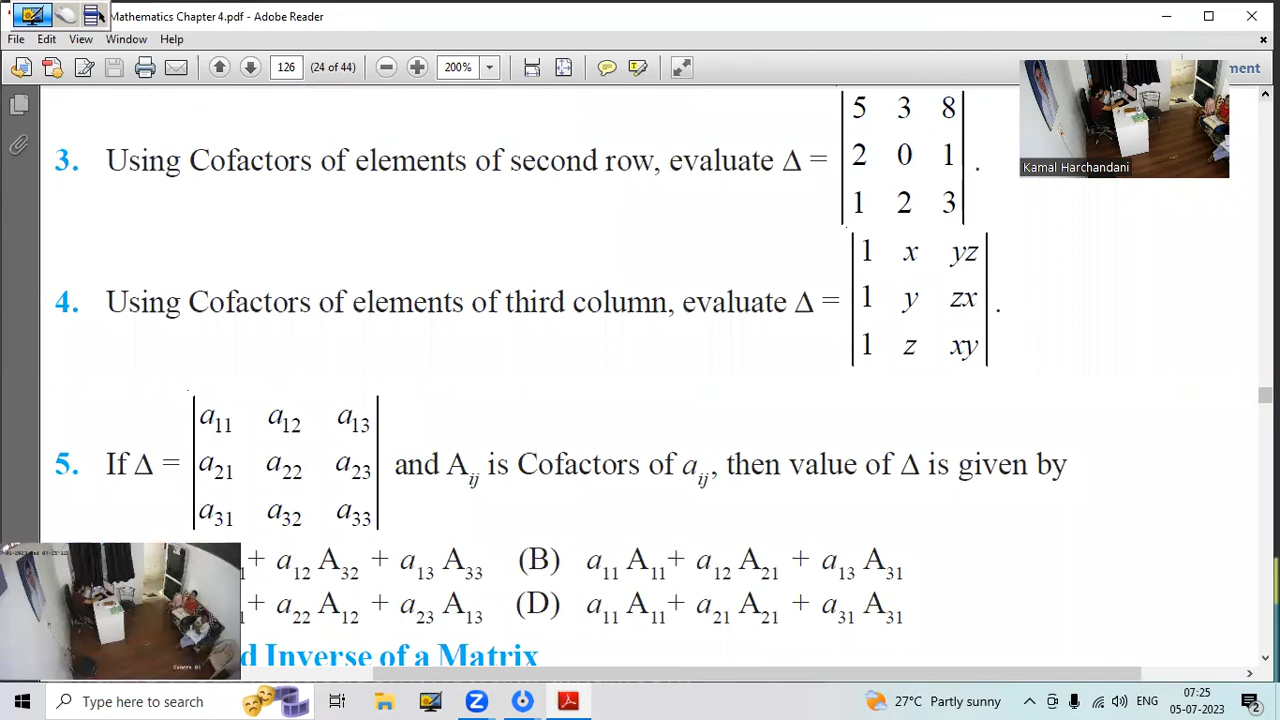 Mathematics Chapter 4.pdf - Adobe Reader
File Edit View Window Help
126 (24 of 44) 200% ment
Kamal Harchandani
3. Using Cofactors of elements of second row, evaluate Δ = | 5 3 8 |
| 2 0 1 | .
| 1 2 3 |
4. Using Cofactors of elements of third column, evaluate Δ = | 1 x yz |
| 1 y zx | .
| 1 z xy |
5. If Δ = | a₁₁ a₁₂ a₁₃ |
| a₂₁ a₂₂ a₂₃ | and Aᵢⱼ is Cofactors of aᵢⱼ, then value of Δ is given by
| a₃₁ a₃₂ a₃₃ |
+ a₁₂ A₃₂ + a₁₃ A₃₃ (B) a₁₁ A₁₁+ a₁₂ A₂₁ + a₁₃ A₃₁
+ a₂₂ A₁₂ + a₂₃ A₁₃ (D) a₁₁ A₁₁+ a₂₁ A₂₁ + a₃₁ A₃₁
d Inverse of a Matrix
Type here to search
27°C Partly sunny
ENG
07:25
05-07-2023
2